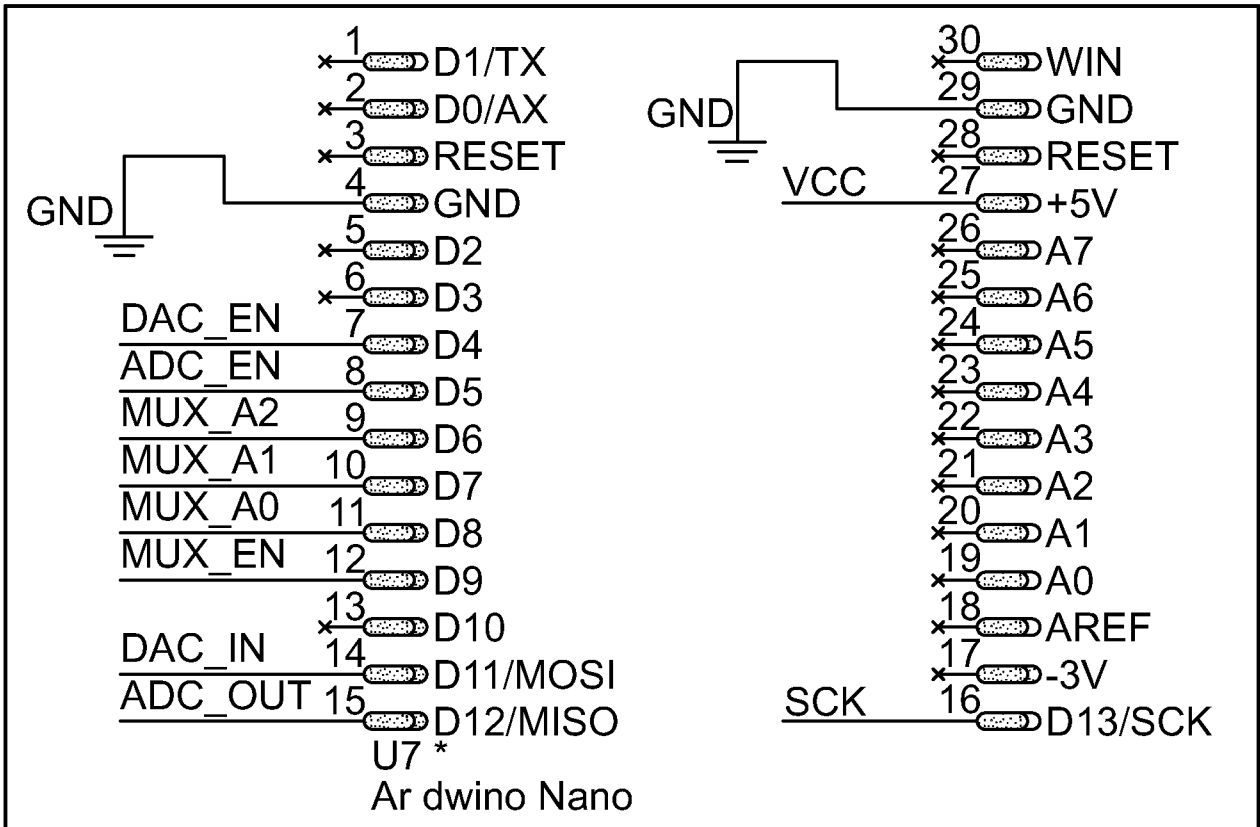 1 D1/TX
2 D0/AX
3 RESET
GND 4 GND
5 D2
6 D3
DAC_EN 7 D4
ADC_EN 8 D5
MUX_A2 9 D6
MUX_A1 10 D7
MUX_A0 11 D8
MUX_EN 12 D9
13 D10
DAC_IN 14 D11/MOSI
ADC_OUT 15 D12/MISO
U7 *
Ar dwino Nano
30 WIN
GND 29 GND
28 RESET
VCC 27 +5V
26 A7
25 A6
24 A5
23 A4
22 A3
21 A2
20 A1
19 A0
18 AREF
17 -3V
SCK 16 D13/SCK